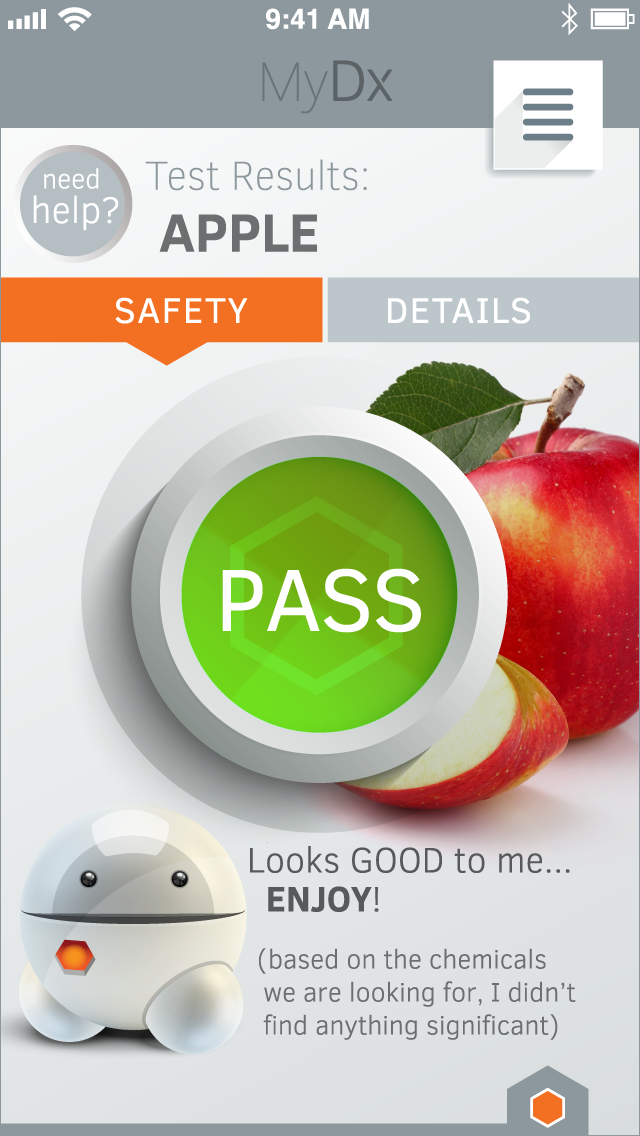 9:41 AM
MyDx
need
help?
Test Results:
APPLE
SAFETY
DETAILS
PASS
Looks GOOD to me...
ENJOY!
(based on the chemicals
we are looking for, I didn't
find anything significant)